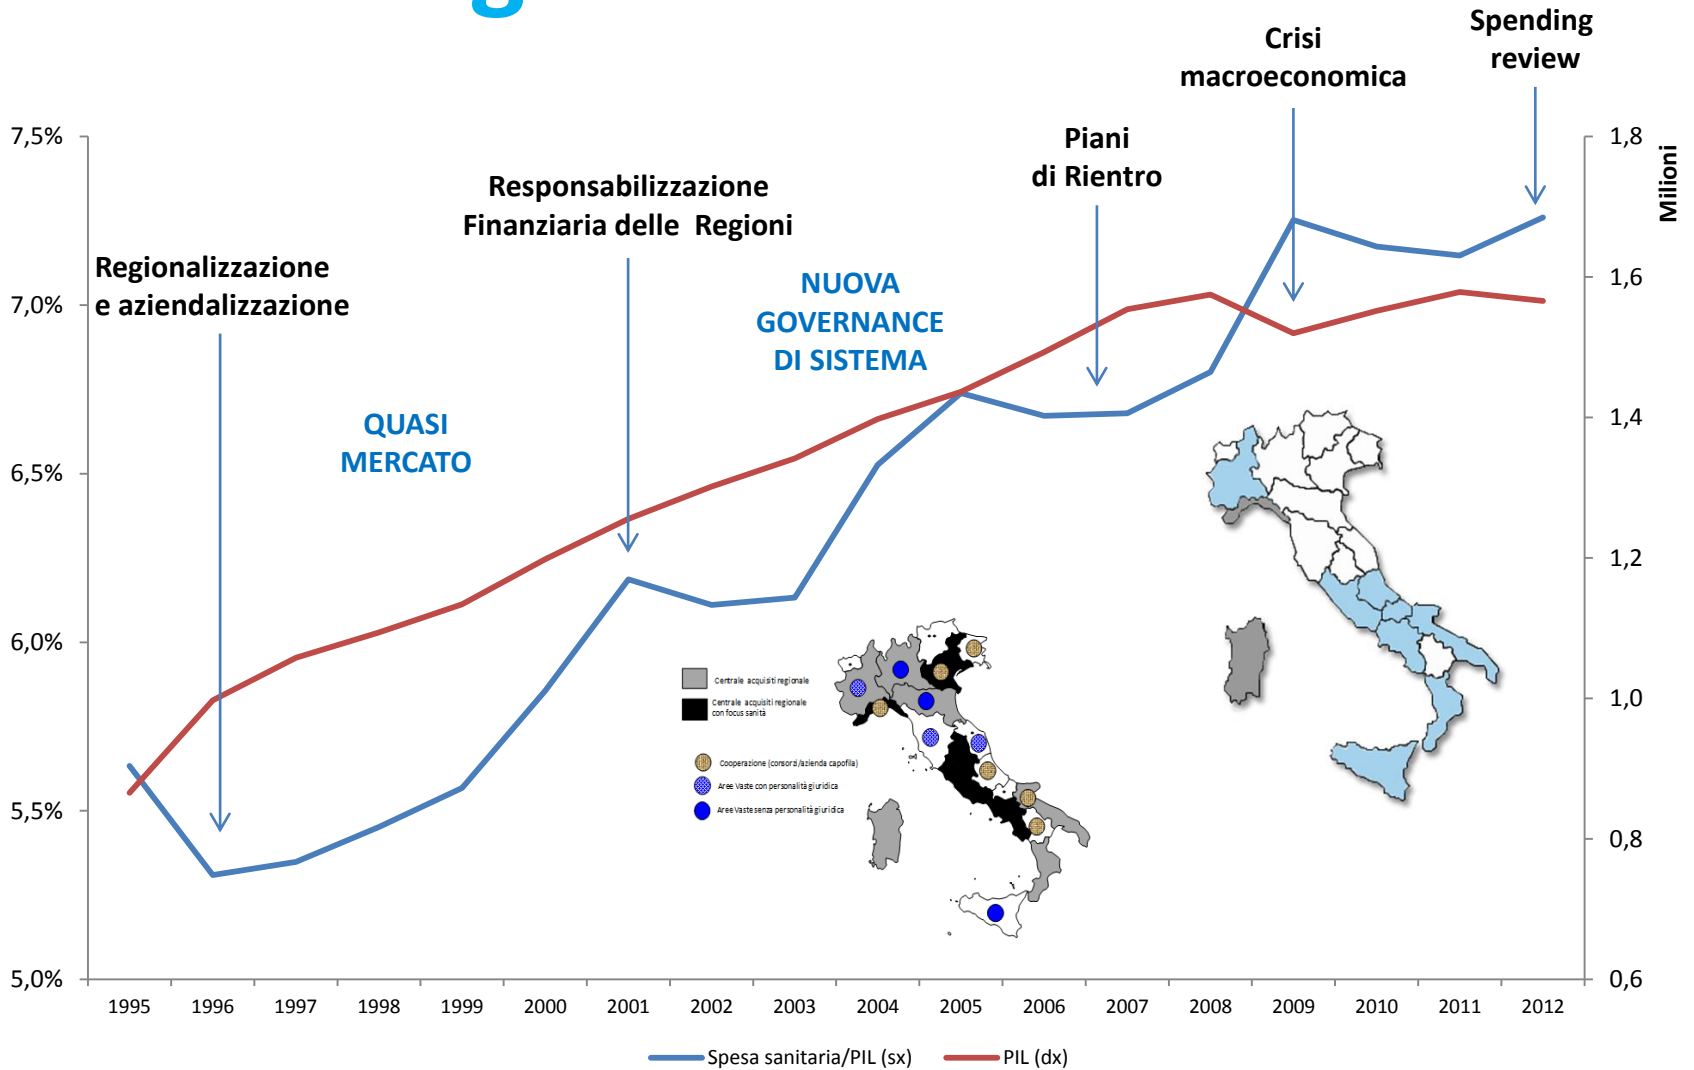 Spending
review
Crisi
macroeconomica
Piani
di Rientro
Responsabilizzazione
Finanziaria delle Regioni
Regionalizzazione
e aziendalizzazione
NUOVA
GOVERNANCE
DI SISTEMA
QUASI
MERCATO
7,5%
7,0%
6,5%
6,0%
5,5%
5,0%
1,8
1,6
1,4
1,2
1,0
0,8
0,6
Milioni
Centrale acquisiti regionale
Centrale acquisiti regionale
con focus sanità
Cooperazione (consorzi/azienda capofila)
Aree Vaste con personalità giuridica
Aree Vaste senza personalità giuridica
1995 1996 1997 1998 1999 2000 2001 2002 2003 2004 2005 2006 2007 2008 2009 2010 2011 2012
Spesa sanitaria/PIL (sx) PIL (dx)